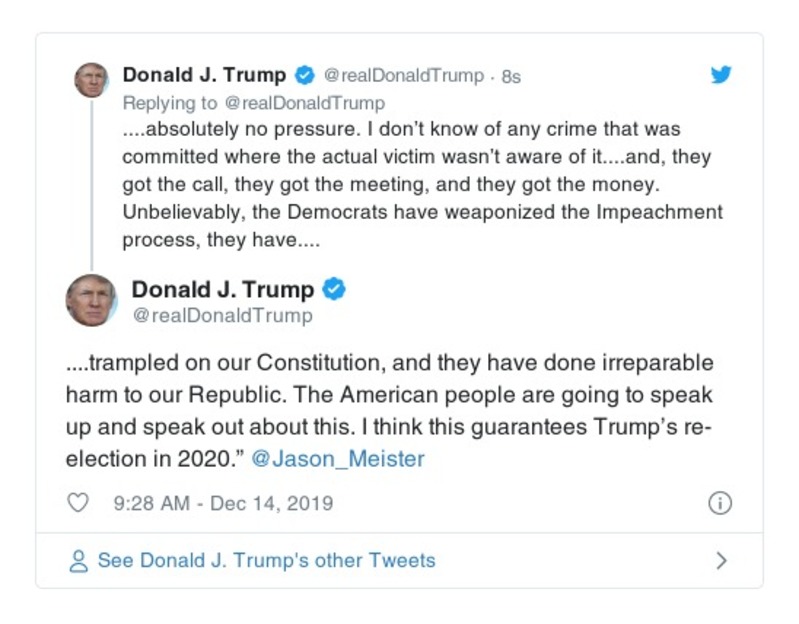 Donald J. Trump @realDonaldTrump · 8s
Replying to @realDonaldTrump
....absolutely no pressure. I don’t know of any crime that was
committed where the actual victim wasn’t aware of it....and, they
got the call, they got the meeting, and they got the money.
Unbelievably, the Democrats have weaponized the Impeachment
process, they have....
Donald J. Trump
@realDonaldTrump
....trampled on our Constitution, and they have done irreparable
harm to our Republic. The American people are going to speak
up and speak out about this. I think this guarantees Trump’s re-
election in 2020.” @Jason_Meister
9:28 AM - Dec 14, 2019
See Donald J. Trump's other Tweets